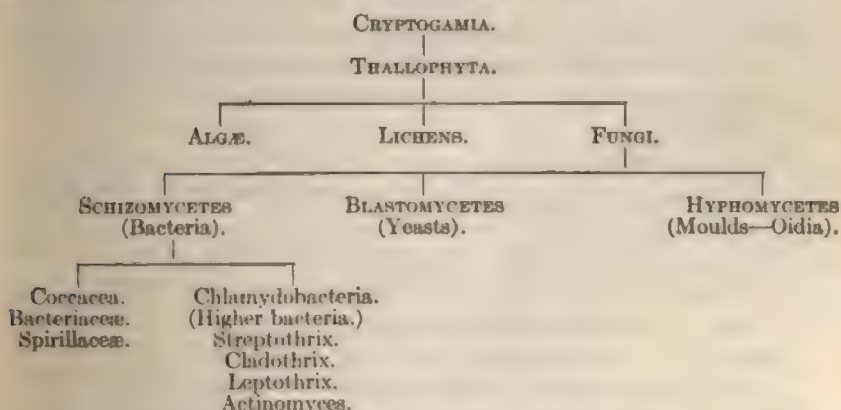 CRYPTOGAMIA.
THALLOPHYTA.
ALGÆ. LICHENS. FUNGI.
SCHIZOMYCETES BLASTOMYCETES HYPHOMYCETES
(Bacteria). (Yeasts). (Moulds—Oidia).
Coccacea. Chlamydobacteria.
Bacteriaceæ. (Higher bacteria.)
Spirillaceæ. Streptothrix.
Cladothrix.
Leptothrix.
Actinomyces.